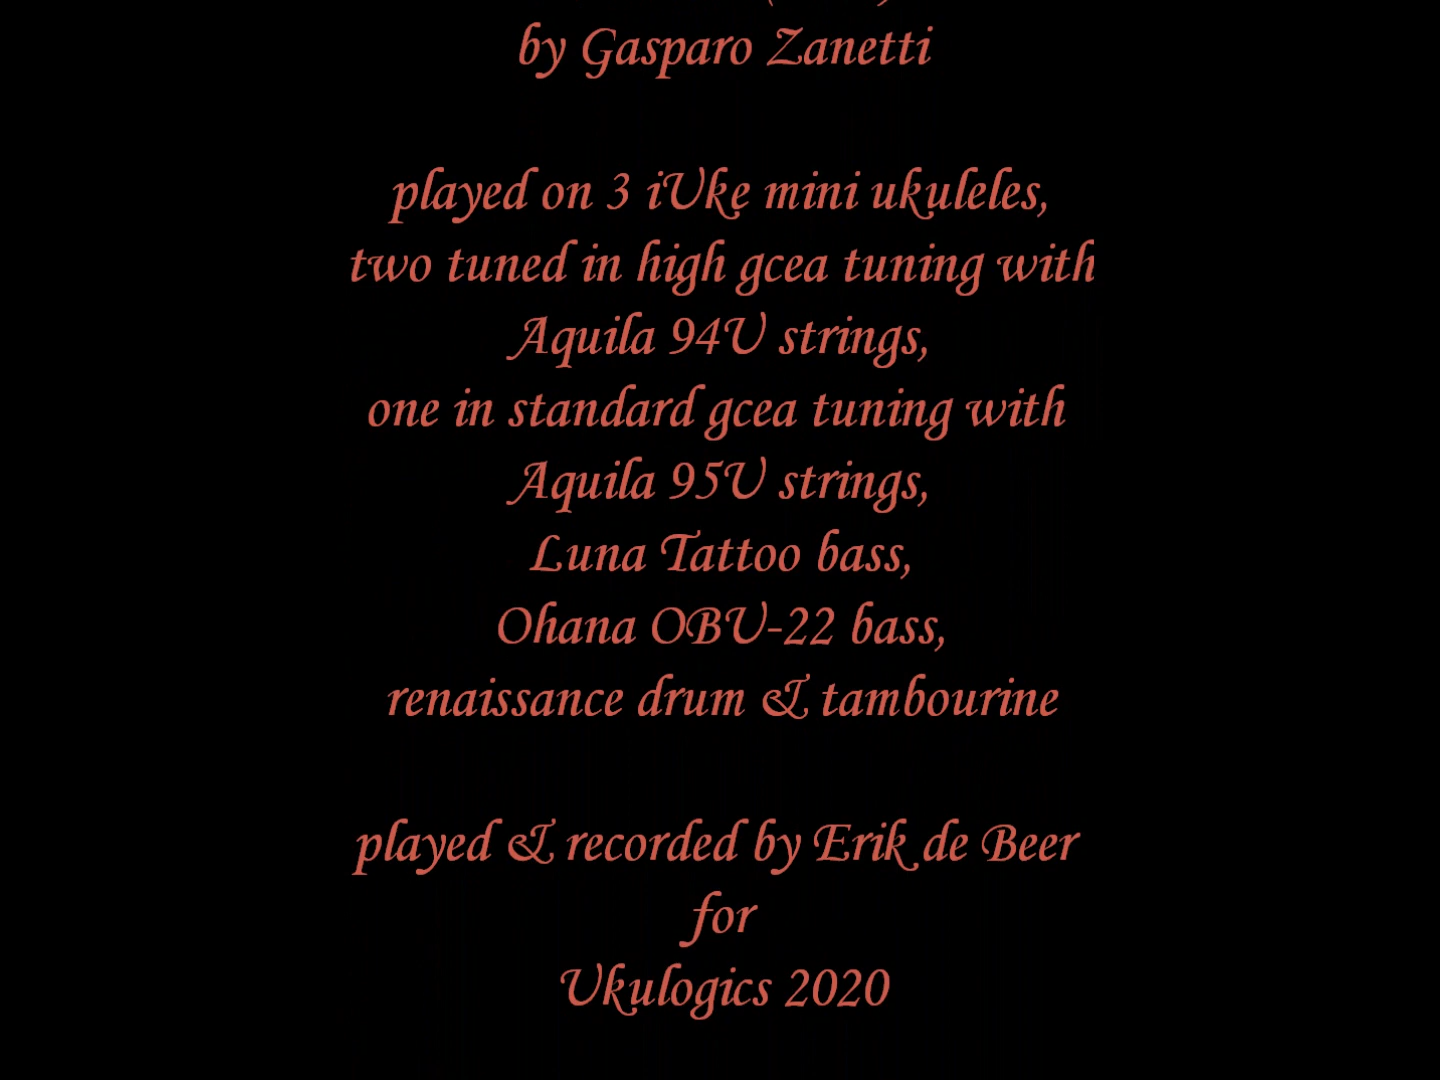 by Gasparo Zanetti
played on 3 iUke mini ukuleles,
two tuned in high gcea tuning with
Aquila 94U strings,
one in standard gcea tuning with
Aquila 95U strings,
Luna Tattoo bass,
Ohana OBU-22 bass,
renaissance drum & tambourine
played & recorded by Erik de Beer
for
Ukulogics 2020